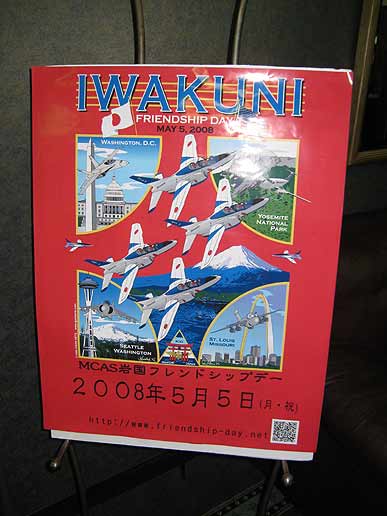 IWAKUNI
FRIENDSHIP DAY
MAY 5, 2008
WASHINGTON, D.C.
YOSEMITE
NATIONAL
PARK
SEATTLE
WASHINGTON
ST. LOUIS
MISSOURI
MCAS岩国フレンドシップデー
2008年5月5日(月・祝)
http://www.friendship-day.net